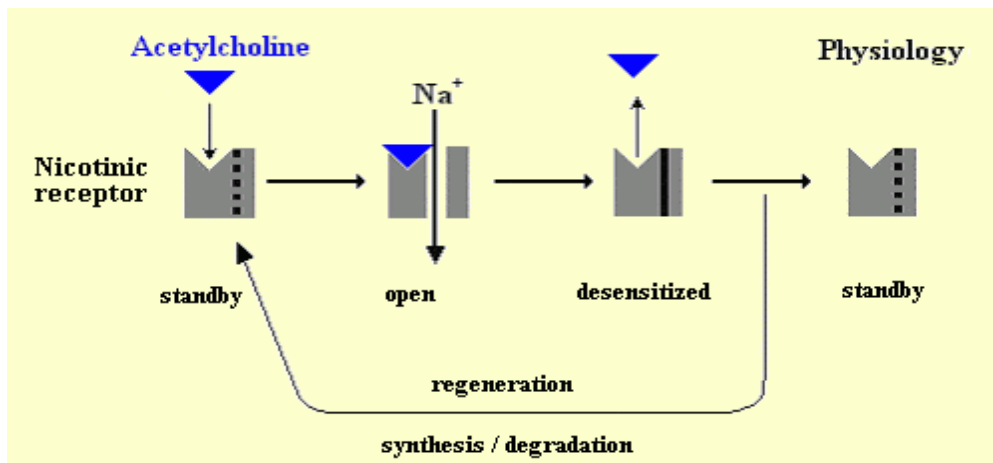 Acetylcholine
Physiology
Na+
Nicotinic
receptor
standby
open
desensitized
standby
regeneration
synthesis / degradation